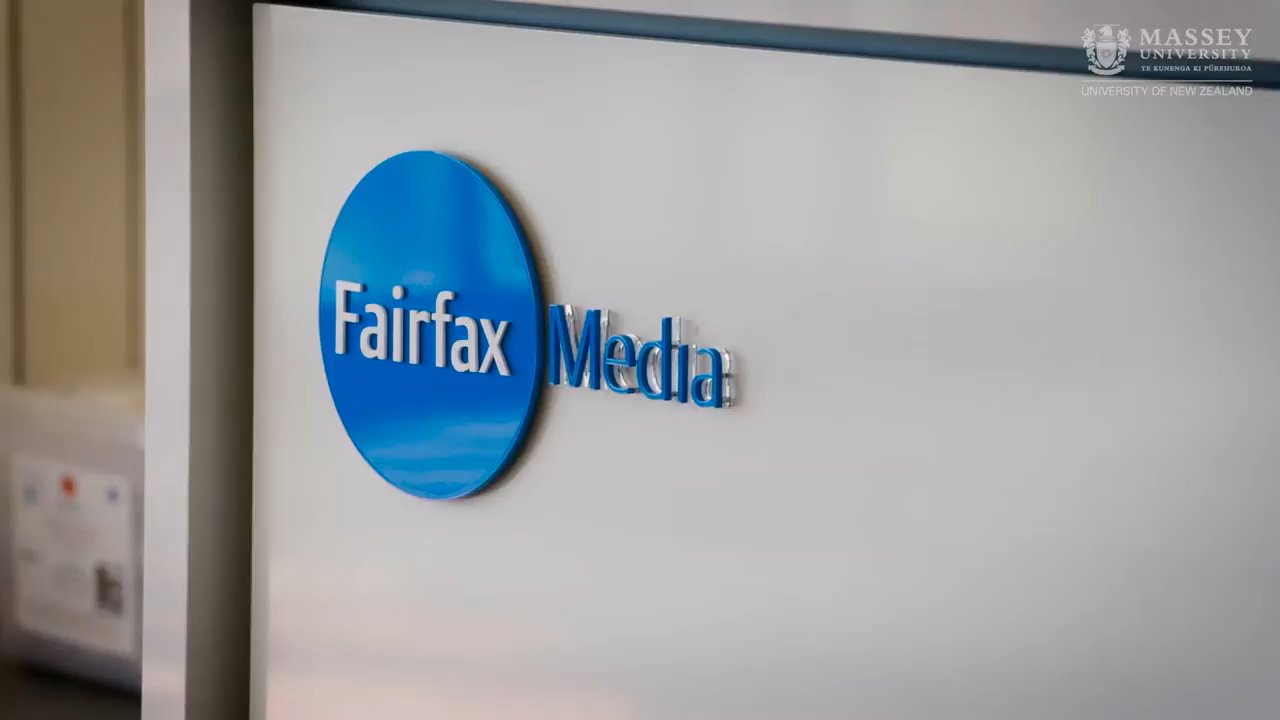 MASSEY
UNIVERSITY
TE KUNENGA KI PŪREHUROA
UNIVERSITY OF NEW ZEALAND
Fairfax
Media